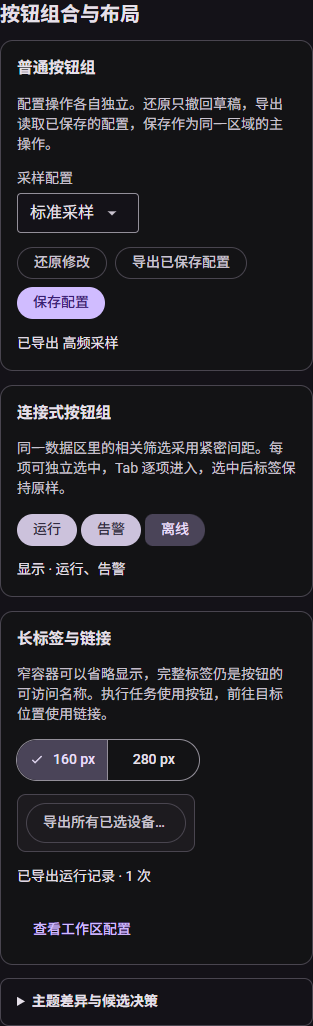 按钮组合与布局
普通按钮组
配置操作各自独立。还原只撤回草稿，导出
读取已保存的配置，保存作为同一区域的主
操作。
采样配置
标准采样
还原修改
导出已保存配置
保存配置
已导出 高频采样
连接式按钮组
同一数据区里的相关筛选采用紧密间距。每
项可独立选中，Tab 逐项进入，选中后标签保
持原样。
运行
告警
离线
显示 · 运行、告警
长标签与链接
窄容器可以省略显示，完整标签仍是按钮的
可访问名称。执行任务使用按钮，前往目标
位置使用链接。
160 px
280 px
导出所有已选设备...
已导出运行记录 · 1 次
查看工作区配置
主题差异与候选决策